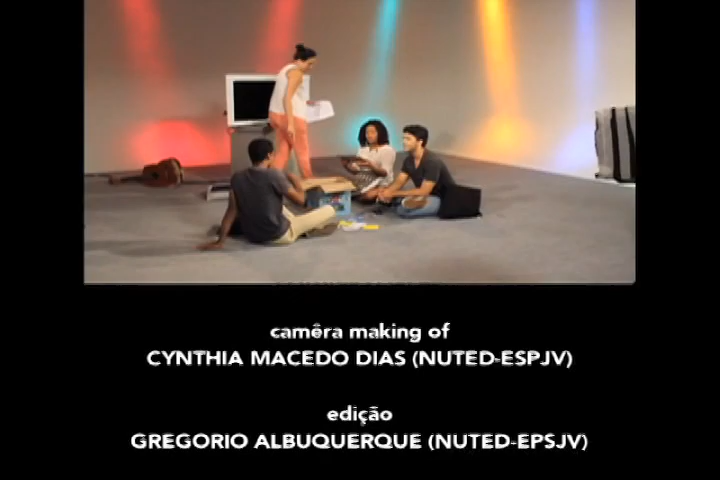 camêra making of
CYNTHIA MACEDO DIAS (NUTED-ESPJV)
edição
GREGORIO ALBUQUERQUE (NUTED-EPSJV)